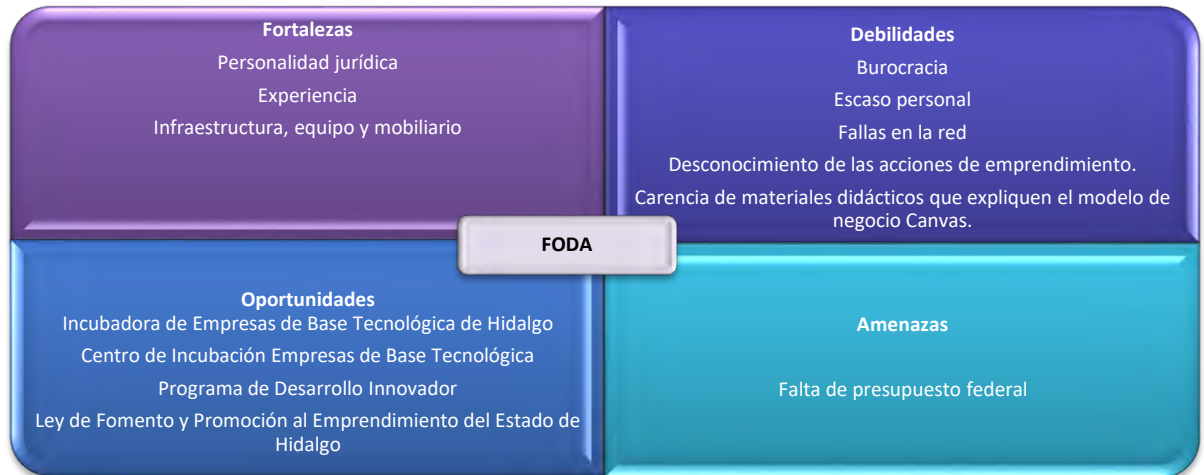 Fortalezas
Personalidad jurídica
Experiencia
Infraestructura, equipo y mobiliario
Debilidades
Burocracia
Escaso personal
Fallas en la red
Desconocimiento de las acciones de emprendimiento.
Carencia de materiales didácticos que expliquen el modelo de
negocio Canvas.
FODA
Oportunidades
Incubadora de Empresas de Base Tecnológica de Hidalgo
Centro de Incubación Empresas de Base Tecnológica
Programa de Desarrollo Innovador
Ley de Fomento y Promoción al Emprendimiento del Estado de
Hidalgo
Amenazas
Falta de presupuesto federal